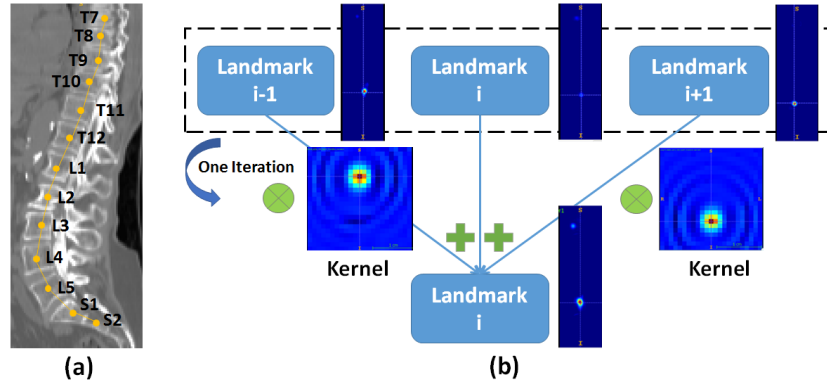 T7
T8
T9
T10
T11
T12
L1
L2
L3
L4
L5
S1
S2
(a)
Landmark
i-1
Landmark
i
Landmark
i+1
One Iteration
Kernel
Kernel
Landmark
i
(b)